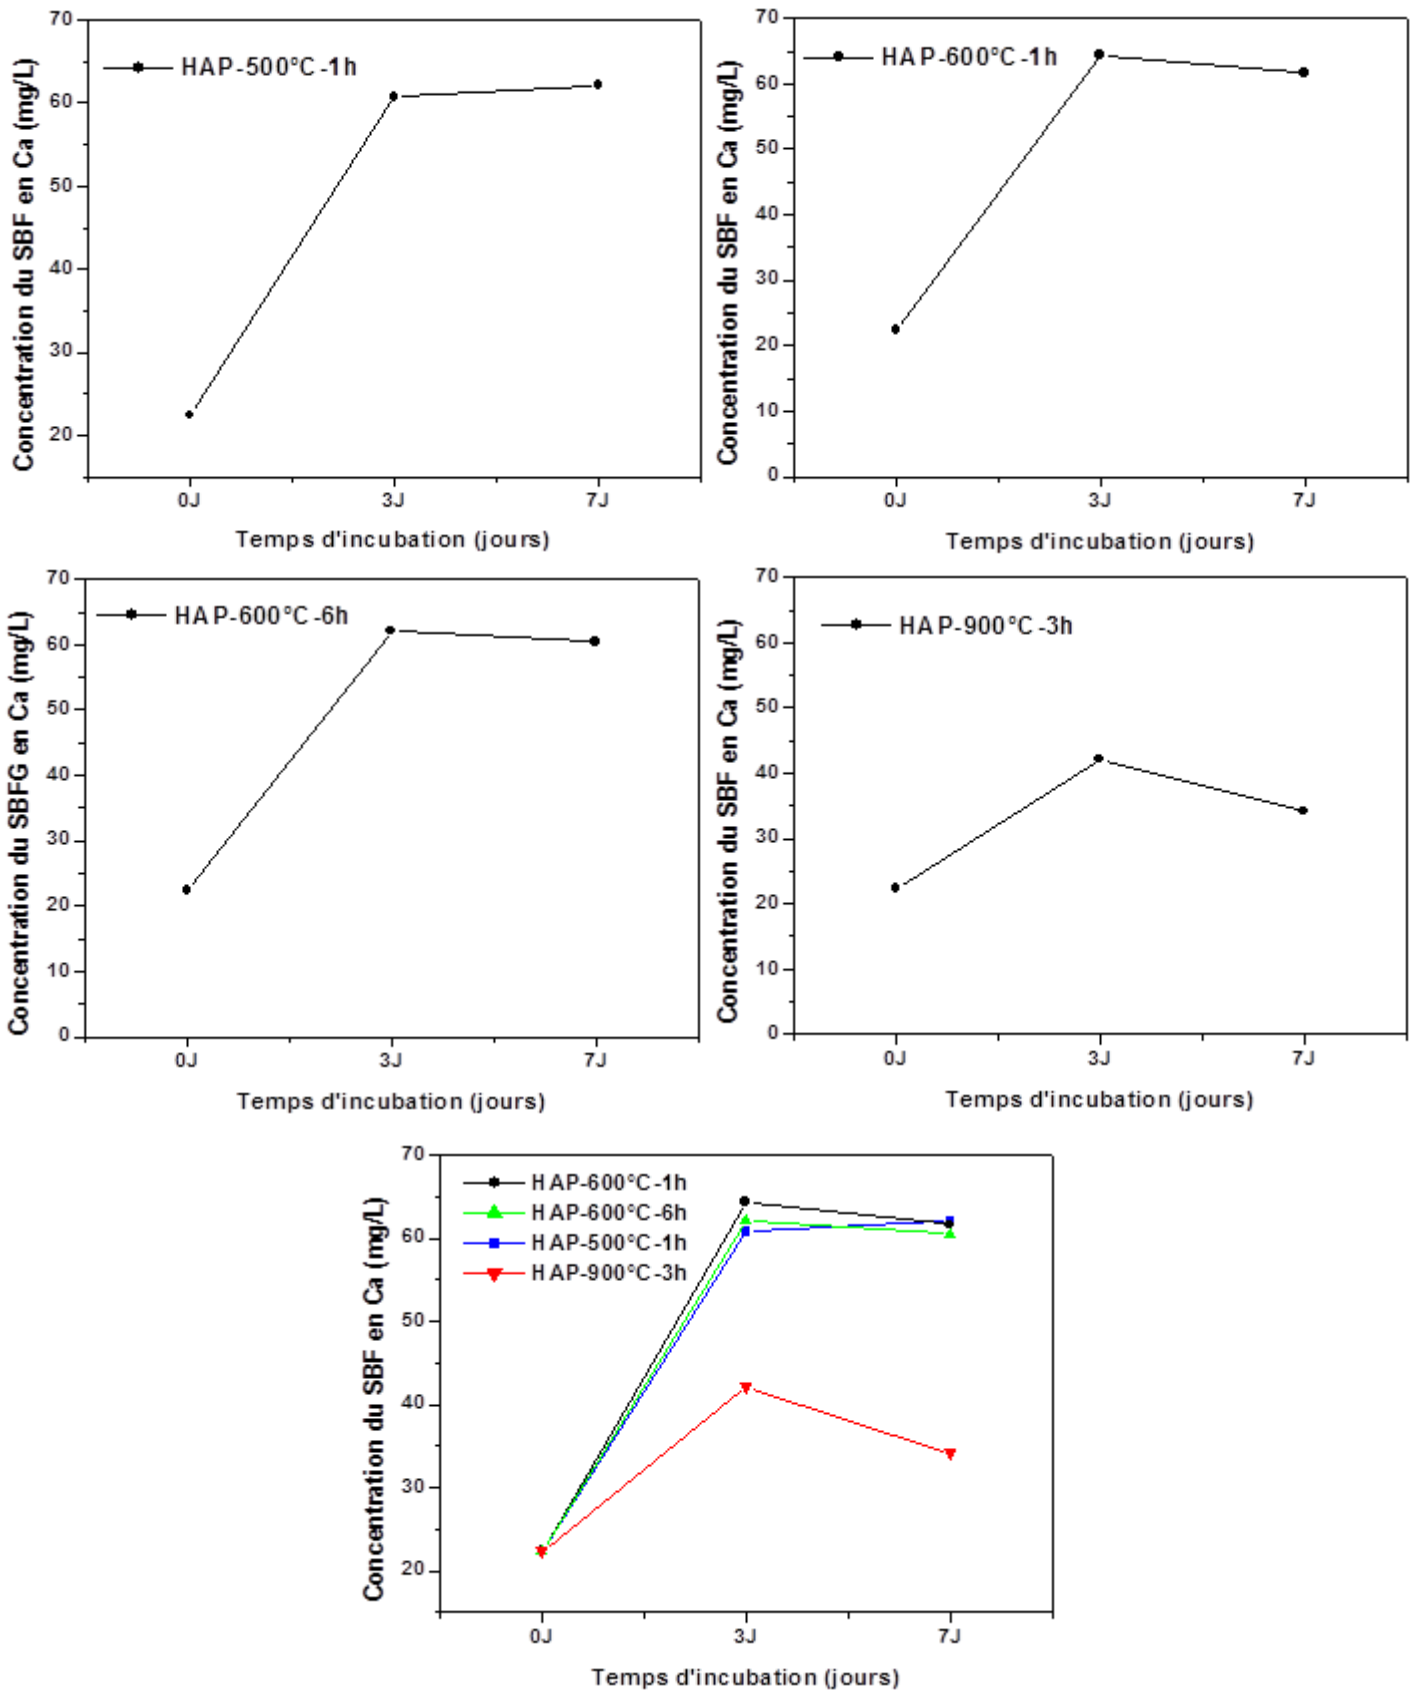 Concentration du SBF en Ca (mg/L)
70
60
50
40
30
20
HAP-500°C-1h
0J 3J 7J
Temps d'incubation (jours)
Concentration du SBF en Ca (mg/L)
70
60
50
40
30
20
10
0
HAP-600°C-1h
0J 3J 7J
Temps d'incubation (jours)
Concentration du SBFG en Ca (mg/L)
70
60
50
40
30
20
10
0
HAP-600°C-6h
0J 3J 7J
Temps d'incubation (jours)
Concentration du SBF en Ca (mg/L)
70
60
50
40
30
20
10
0
HAP-900°C-3h
0J 3J 7J
Temps d'incubation (jours)
Concentration du SBF en Ca (mg/L)
70
60
50
40
30
20
HAP-600°C-1h
HAP-600°C-6h
HAP-500°C-1h
HAP-900°C-3h
0J 3J 7J
Temps d'incubation (jours)